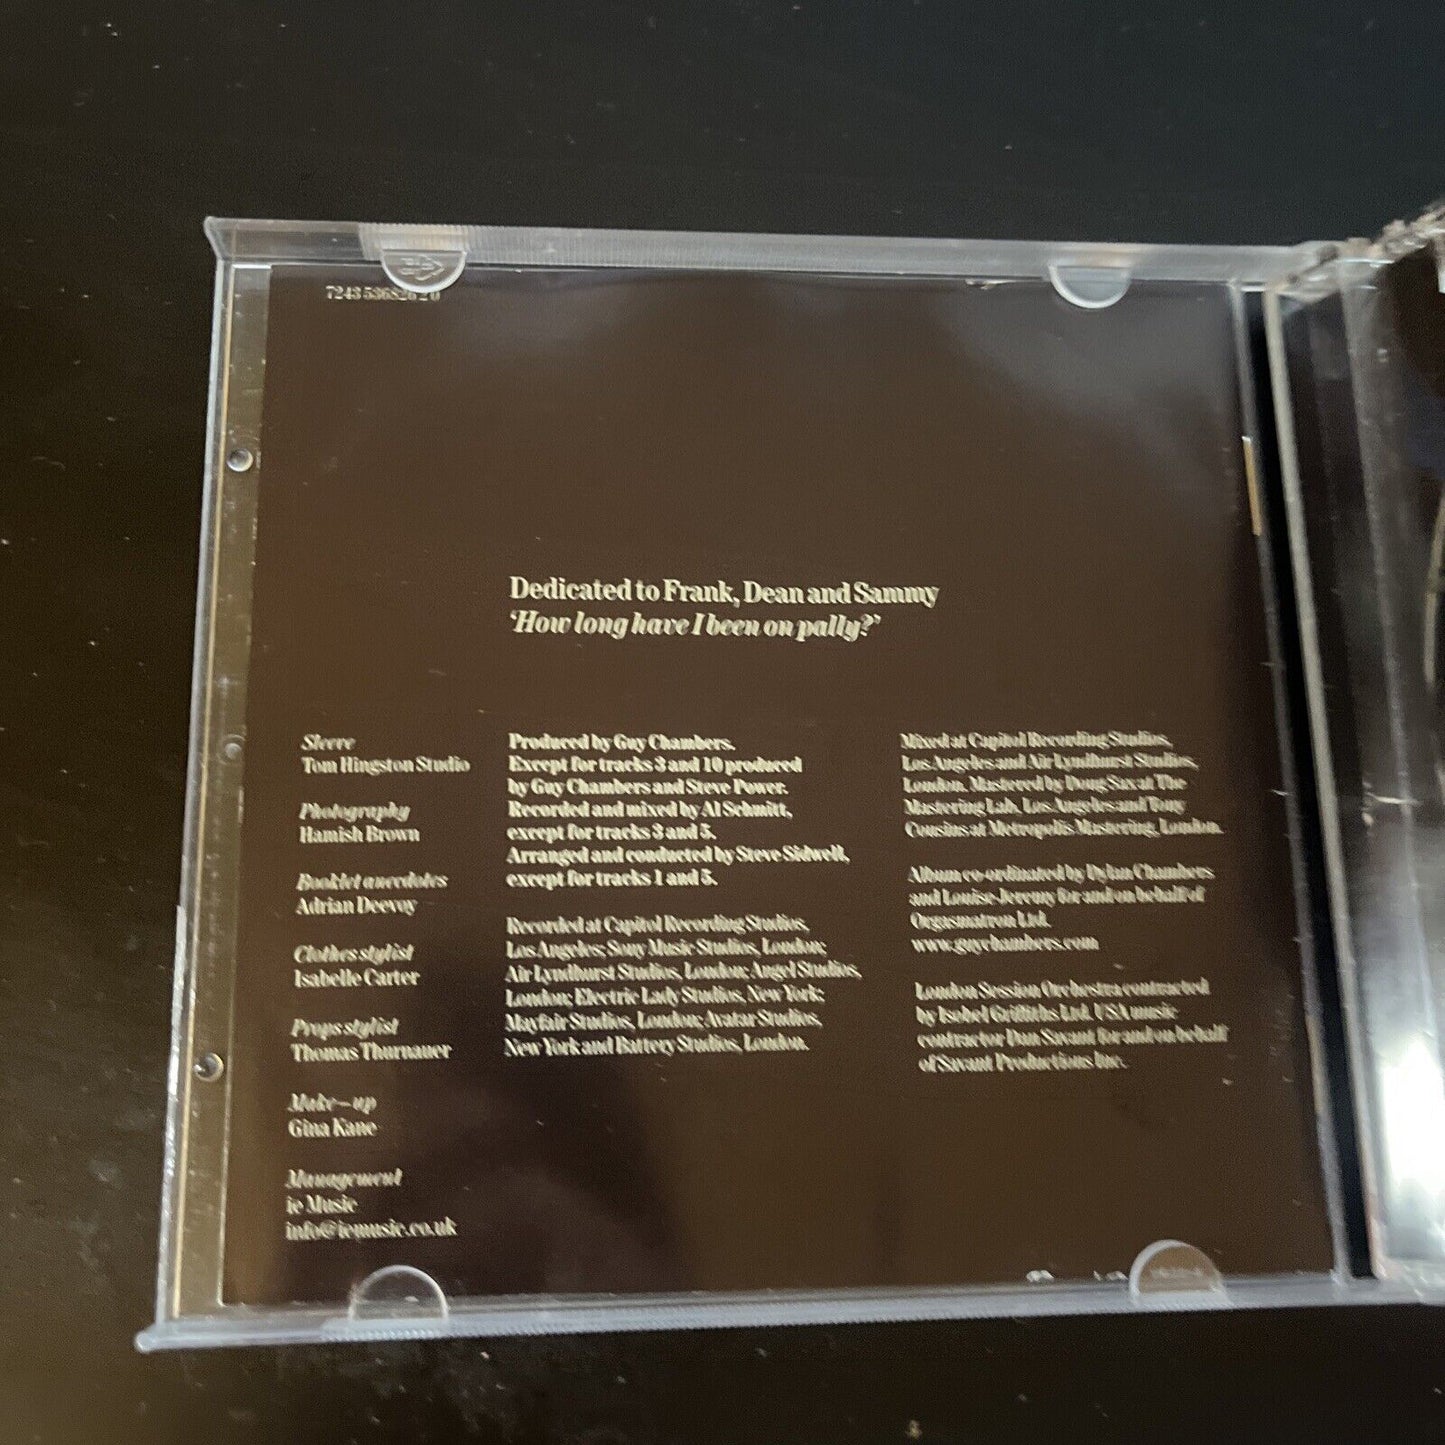 7243 5368262 0
Dedicated to Frank, Dean and Sammy
‘How long have I been on pally?’
Sleeve
Tom Hingston Studio
Photography
Hamish Brown
Booklet anecdotes
Adrian Deevoy
Clothes stylist
Isabelle Carter
Props stylist
Thomas Thurnauer
Make-up
Gina Kane
Management
ie Music
info@iemusic.co.uk
Produced by Guy Chambers.
Except for tracks 3 and 10 produced
by Guy Chambers and Steve Power.
Recorded and mixed by Al Schmitt,
except for tracks 3 and 5.
Arranged and conducted by Steve Sidwell,
except for tracks 1 and 5.
Recorded at Capitol Recording Studios,
Los Angeles; Sony Music Studios, London;
Air Lyndhurst Studios, London; Angel Studios,
London; Electric Lady Studios, New York;
Mayfair Studios, London; Avatar Studios,
New York and Battery Studios, London.
Mixed at Capitol Recording Studios,
Los Angeles and Air Lyndhurst Studios,
London. Mastered by Doug Sax at The
Mastering Lab, Los Angeles and Tony
Cousins at Metropolis Mastering, London.
Album co-ordinated by Dylan Chambers
and Louise Jeremy for and on behalf of
Orgasmatron Ltd.
www.guychambers.com
London Session Orchestra contracted
by Isobel Griffiths Ltd. USA music
contractor Dan Savant for and on behalf
of Savant Productions Inc.